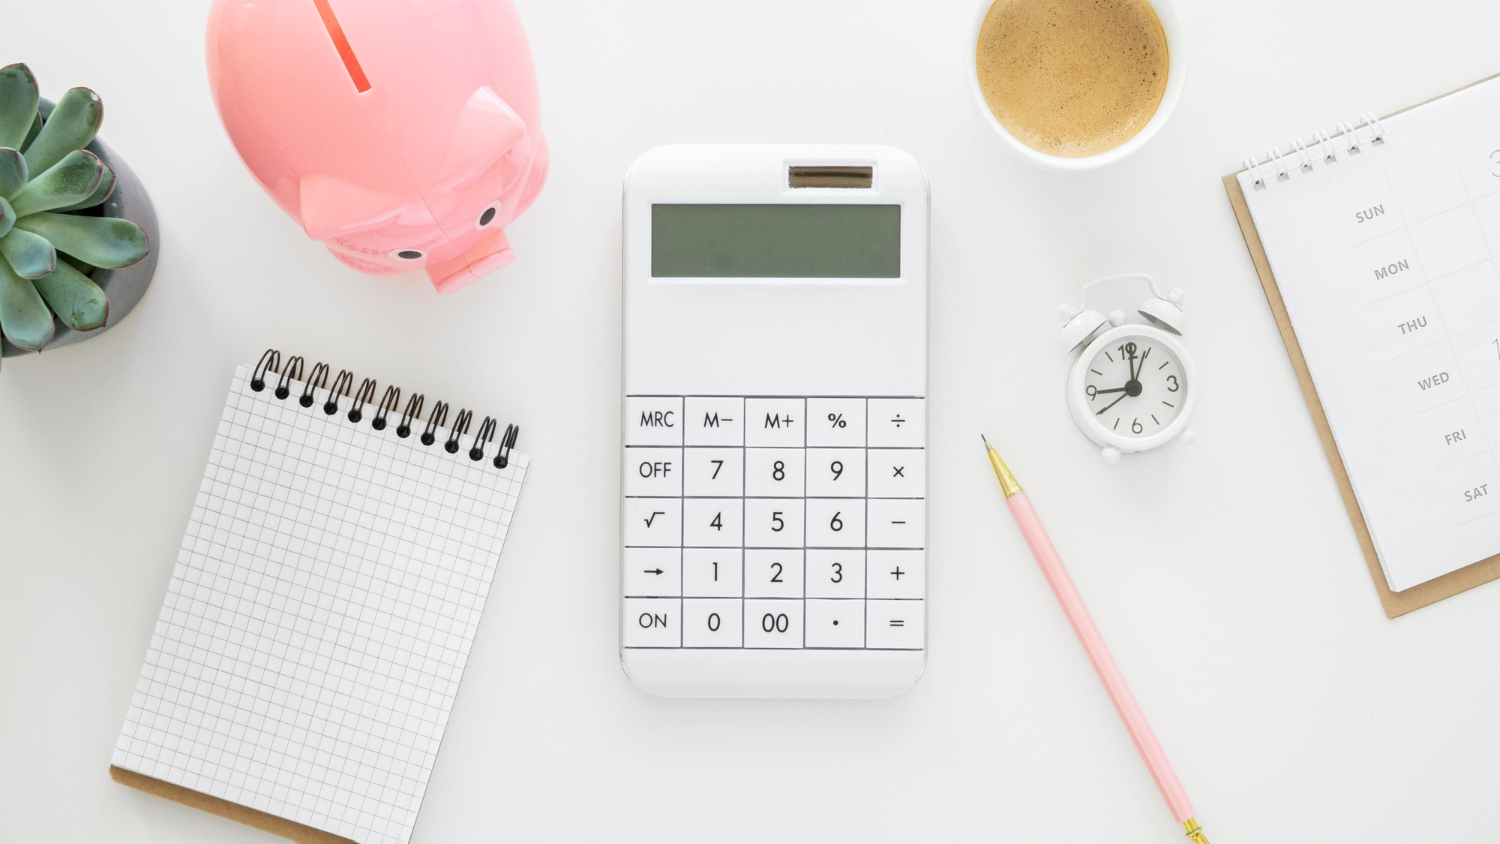 MRC M− M+ % ÷
OFF 7 8 9 ×
√ 4 5 6 −
→ 1 2 3 +
ON 0 00 . =
12
9 3
6
SUN
MON
THU
WED
FRI
SAT